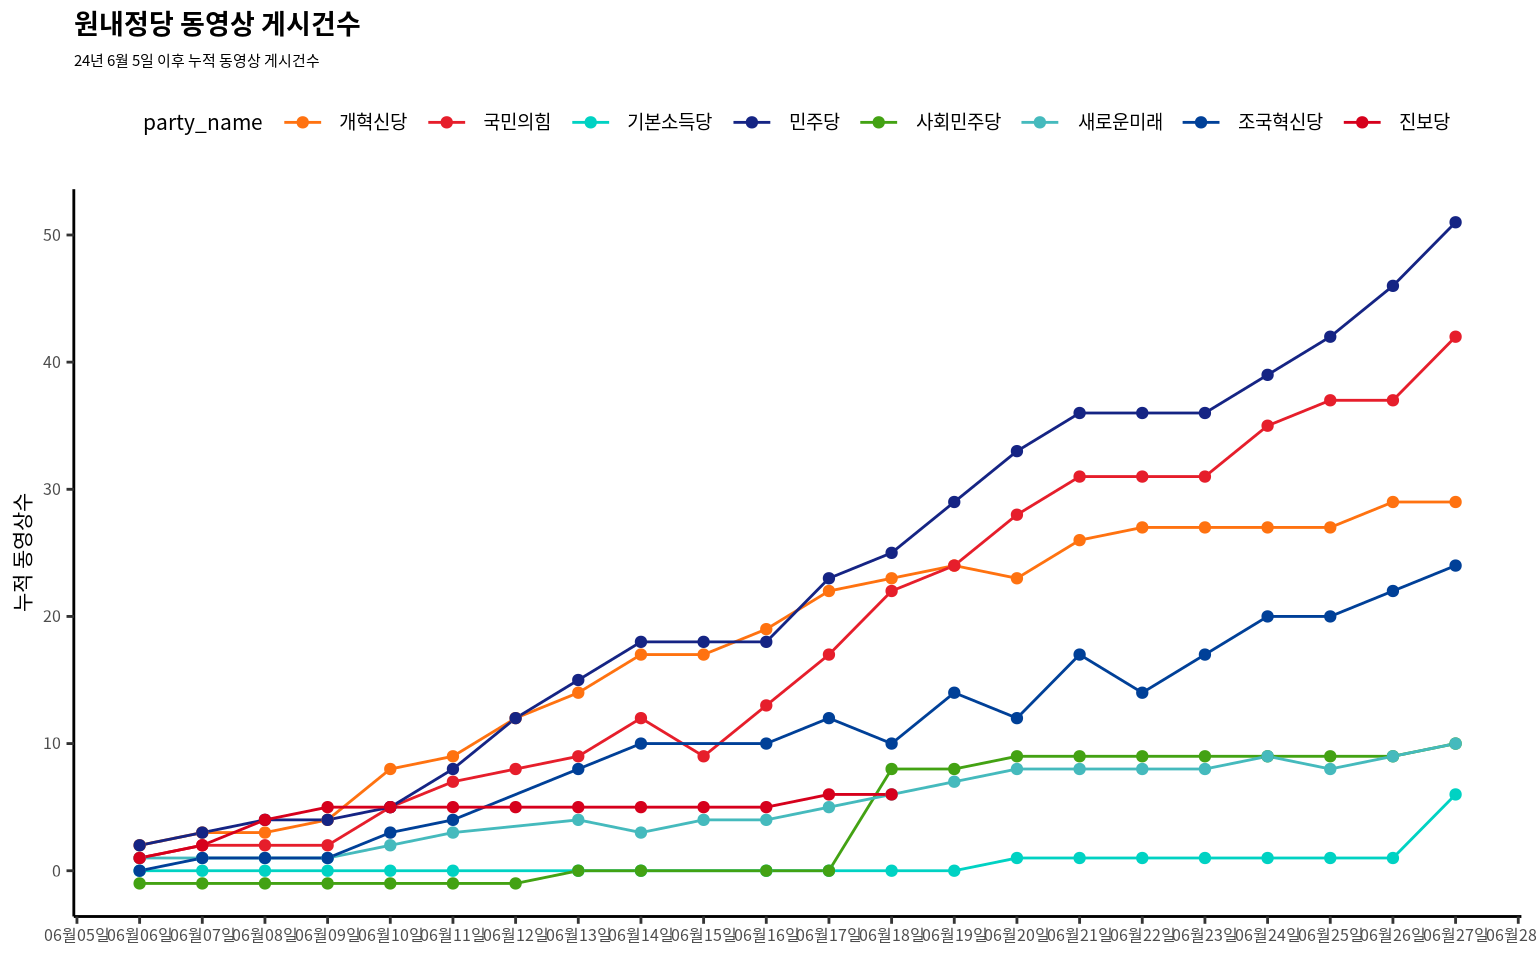 원내정당 동영상 게시건수
24년 6월 5일 이후 누적 동영상 게시건수
party_name 개혁신당 국민의힘 기본소득당 민주당 사회민주당 새로운미래 조국혁신당 진보당
누적 동영상수
50
40
30
20
10
0
06월05일 06월06일 06월07일 06월08일 06월09일 06월10일 06월11일 06월12일 06월13일 06월14일 06월15일 06월16일 06월17일 06월18일 06월19일 06월20일 06월21일 06월22일 06월23일 06월24일 06월25일 06월26일 06월27일 06월28